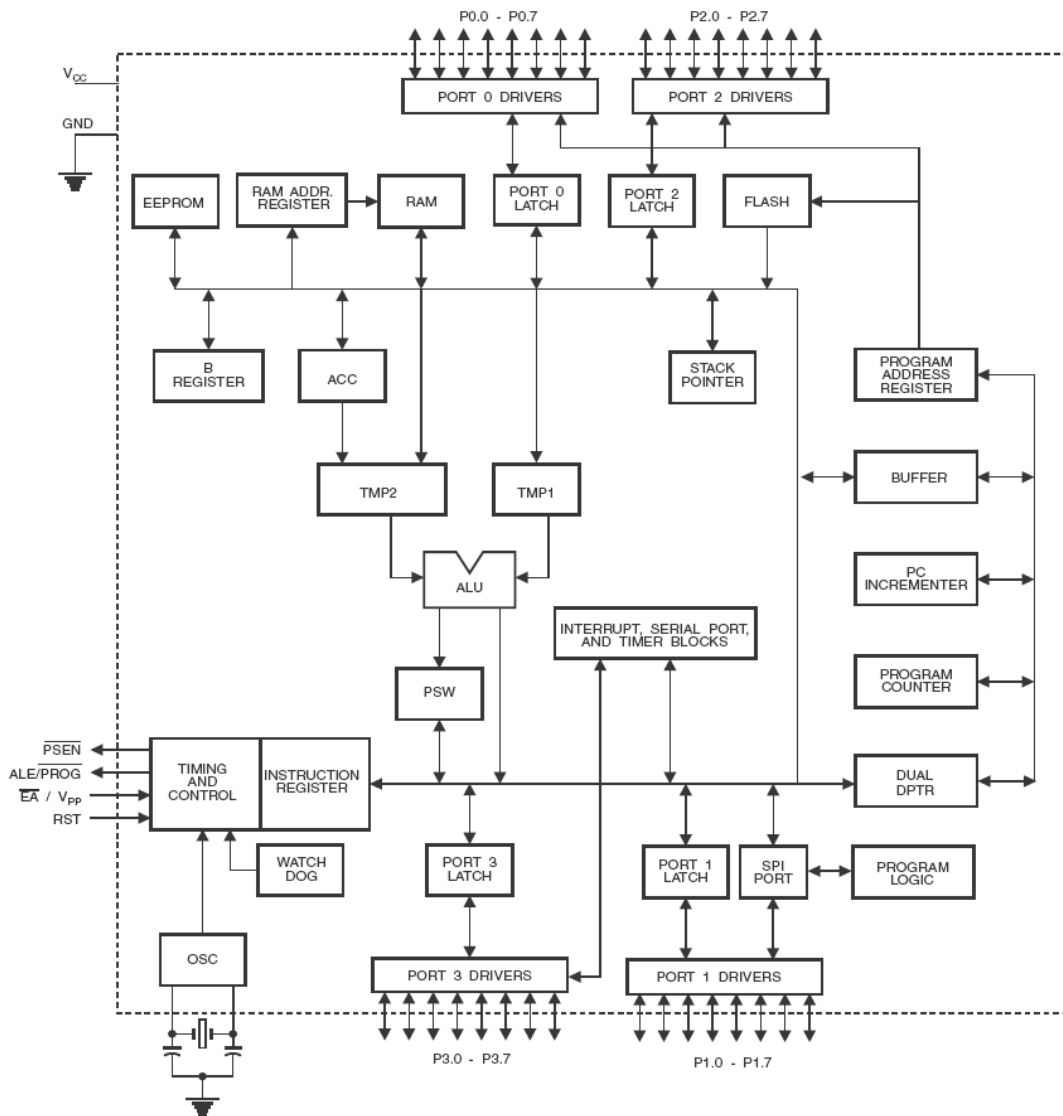 P0.0 - P0.7
P2.0 - P2.7
VCC
GND
PORT 0 DRIVERS
PORT 2 DRIVERS
EEPROM
RAM ADDR.
REGISTER
RAM
PORT 0
LATCH
PORT 2
LATCH
FLASH
B
REGISTER
ACC
STACK
POINTER
PROGRAM
ADDRESS
REGISTER
TMP2
TMP1
BUFFER
ALU
PC
INCREMENTER
INTERRUPT, SERIAL PORT,
AND TIMER BLOCKS
PSW
PROGRAM
COUNTER
PSEN
ALE/PROG
EA / VPP
RST
TIMING
AND
CONTROL
INSTRUCTION
REGISTER
DUAL
DPTR
WATCH
DOG
PORT 3
LATCH
PORT 1
LATCH
SPI
PORT
PROGRAM
LOGIC
OSC
PORT 3 DRIVERS
PORT 1 DRIVERS
P3.0 - P3.7
P1.0 - P1.7